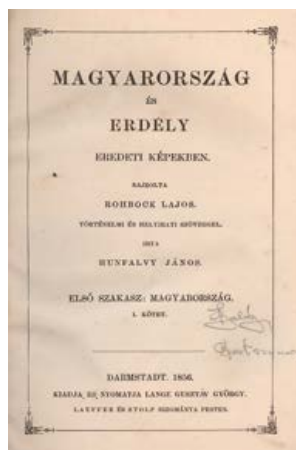 MAGYARORSZÁG
ÉS
ERDÉLY
EREDETI KÉPEKBEN.
RAJZOLTA
ROHBOCK LAJOS.
TÖRTÉNELMI ÉS HELYIRATI SZÖVEGGEL.
IRTA
HUNFALVY JÁNOS.
ELSŐ SZAKASZ: MAGYARORSZÁG.
I. KÖTET.
DARMSTADT. 1856.
KIADJA ES NYOMATJA LANGE GUSZTÁV GYÖRGY.
LAUFFER ÉS STOLP BIZOMÁNYA PESTEN.